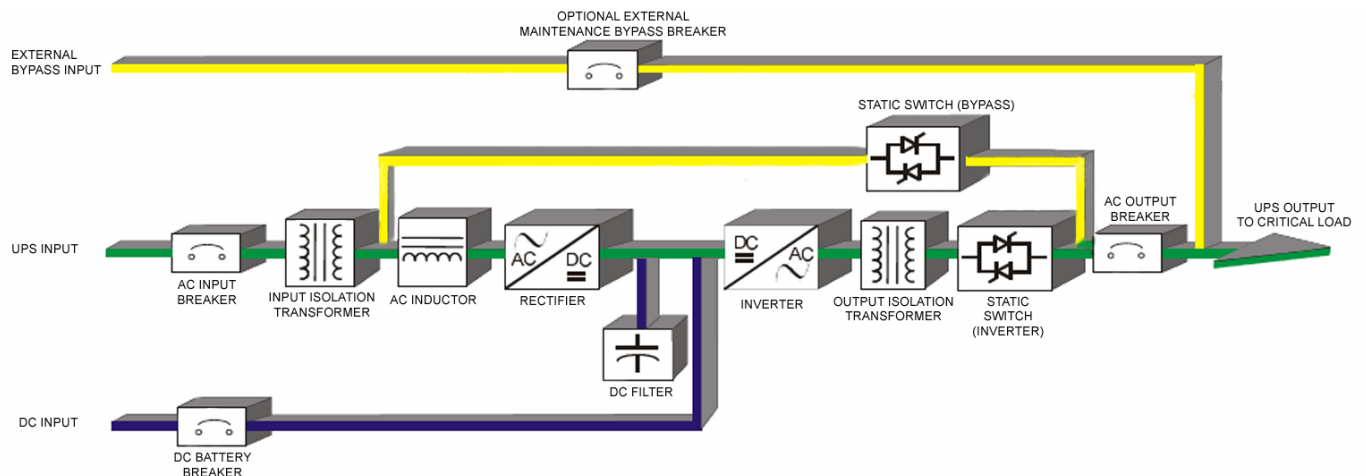 OPTIONAL EXTERNAL
MAINTENANCE BYPASS BREAKER
EXTERNAL
BYPASS INPUT
STATIC SWITCH (BYPASS)
AC OUTPUT
BREAKER
UPS OUTPUT
TO CRITICAL LOAD
UPS INPUT
AC
DC
DC
AC
AC INPUT
BREAKER
INPUT ISOLATION
TRANSFORMER
AC INDUCTOR
RECTIFIER
INVERTER
OUTPUT ISOLATION
TRANSFORMER
STATIC
SWITCH
(INVERTER)
DC FILTER
DC INPUT
DC BATTERY
BREAKER